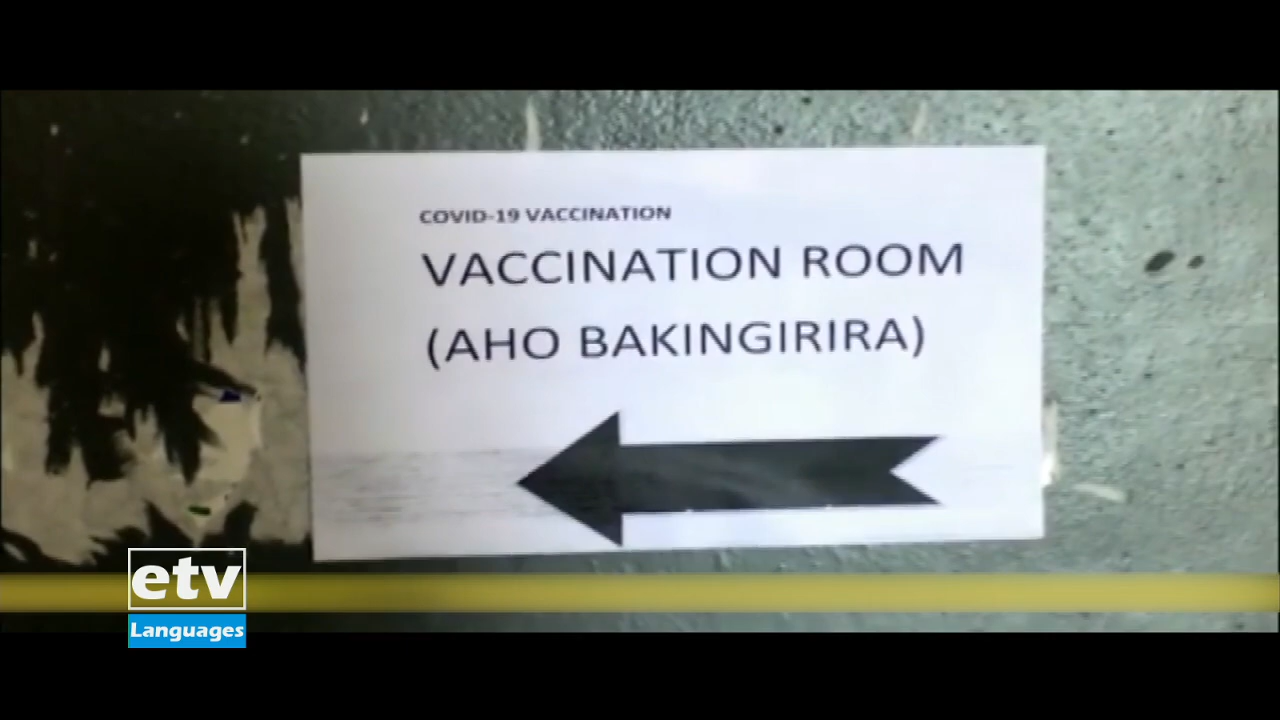 COVID-19 VACCINATION
VACCINATION ROOM
(AHO BAKINGIRIRA)
etv
Languages